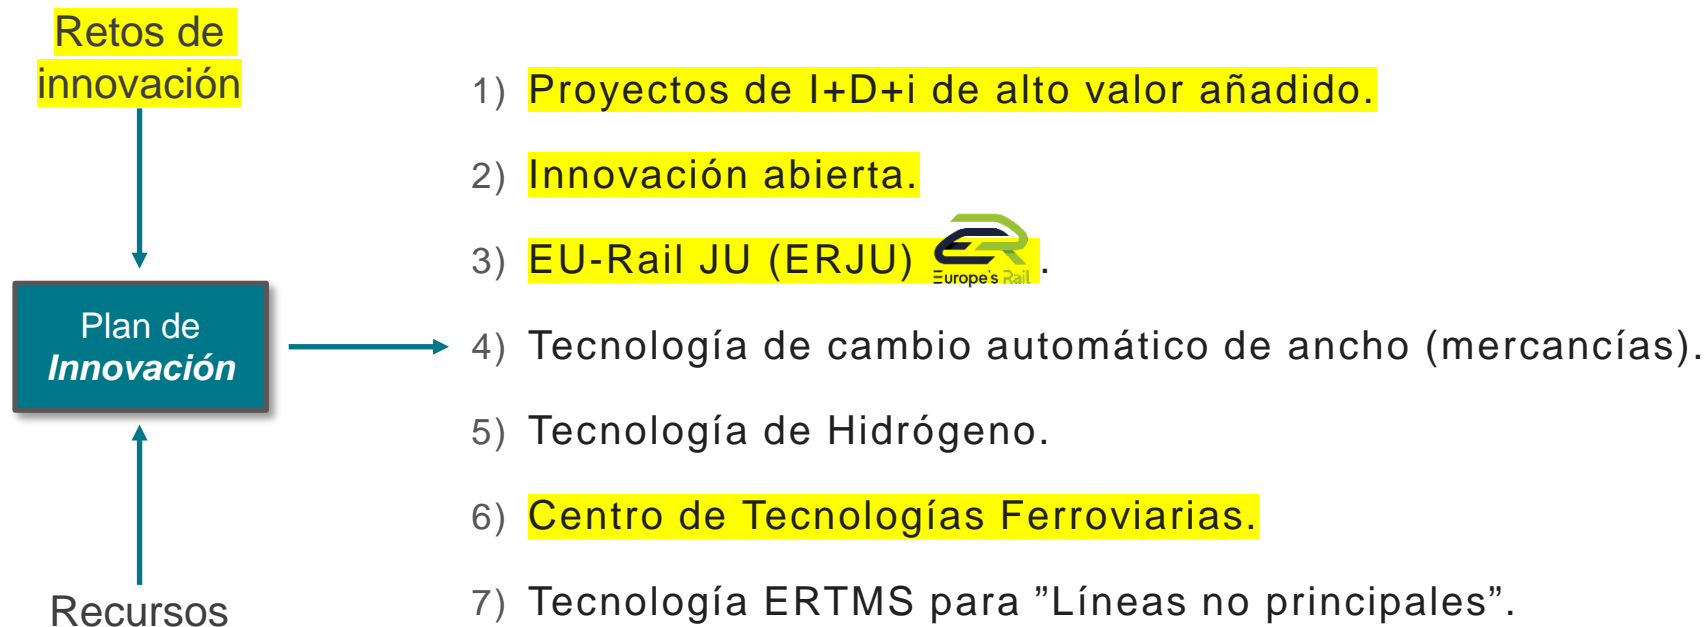 Retos de
innovación
Plan de
Innovación
Recursos
1) Proyectos de I+D+i de alto valor añadido.
2) Innovación abierta.
3) EU-Rail JU (ERJU) Europe's Rail .
4) Tecnología de cambio automático de ancho (mercancías).
5) Tecnología de Hidrógeno.
6) Centro de Tecnologías Ferroviarias.
7) Tecnología ERTMS para ”Líneas no principales”.